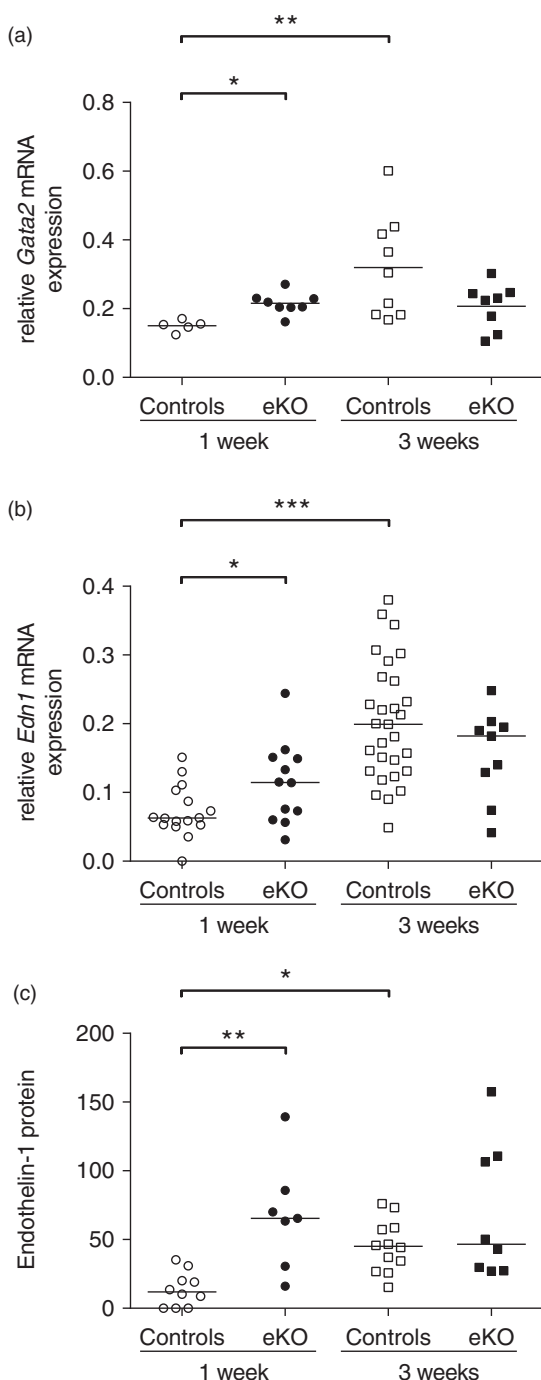 (a)
**
*
0.8
0.6
0.4
0.2
0.0
relative Gata2 mRNA
expression
Controls eKO Controls eKO
1 week 3 weeks
(b)
***
*
0.4
0.3
0.2
0.1
0.0
relative Edn1 mRNA
expression
Controls eKO Controls eKO
1 week 3 weeks
(c)
*
**
200
150
100
50
0
Endothelin-1 protein
Controls eKO Controls eKO
1 week 3 weeks